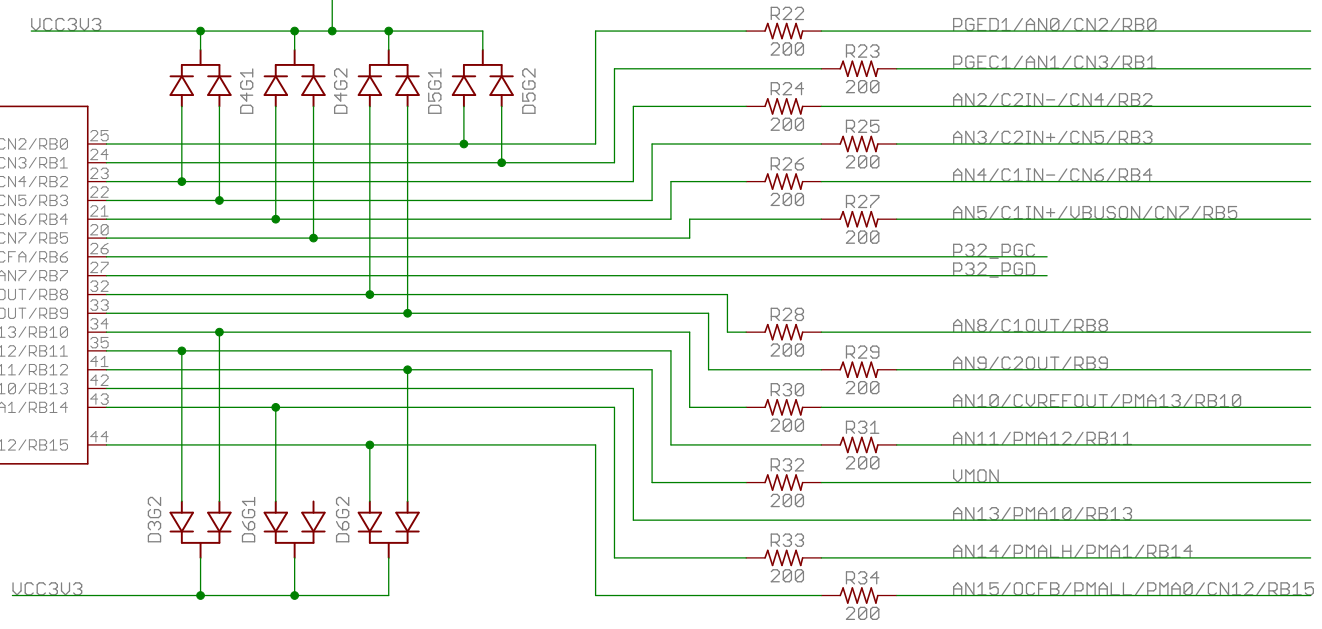 VCC3V3
D4G1
D4G2
D5G1
D5G2
R22
200
PGED1/AN0/CN2/RB0
R23
200
PGEC1/AN1/CN3/RB1
R24
200
AN2/C2IN-/CN4/RB2
R25
200
AN3/C2IN+/CN5/RB3
R26
200
AN4/C1IN-/CN6/RB4
R27
200
AN5/C1IN+/VBUSON/CN7/RB5
P32_PGC
P32_PGD
CN2/RB0 25
CN3/RB1 24
CN4/RB2 23
CN5/RB3 22
CN6/RB4 21
CN7/RB5 20
CFA/RB6 26
AN7/RB7 27
OUT/RB8 32
OUT/RB9 33
13/RB10 34
12/RB11 35
11/RB12 41
10/RB13 42
A1/RB14 43
12/RB15 44
R28
200
AN8/C1OUT/RB8
R29
200
AN9/C2OUT/RB9
R30
200
AN10/CVREFOUT/PMA13/RB10
R31
200
AN11/PMA12/RB11
R32
200
VMON
AN13/PMA10/RB13
R33
200
AN14/PMALH/PMA1/RB14
R34
200
AN15/OCFB/PMALL/PMA0/CN12/RB15
D3G2
D6G1
D6G2
VCC3V3